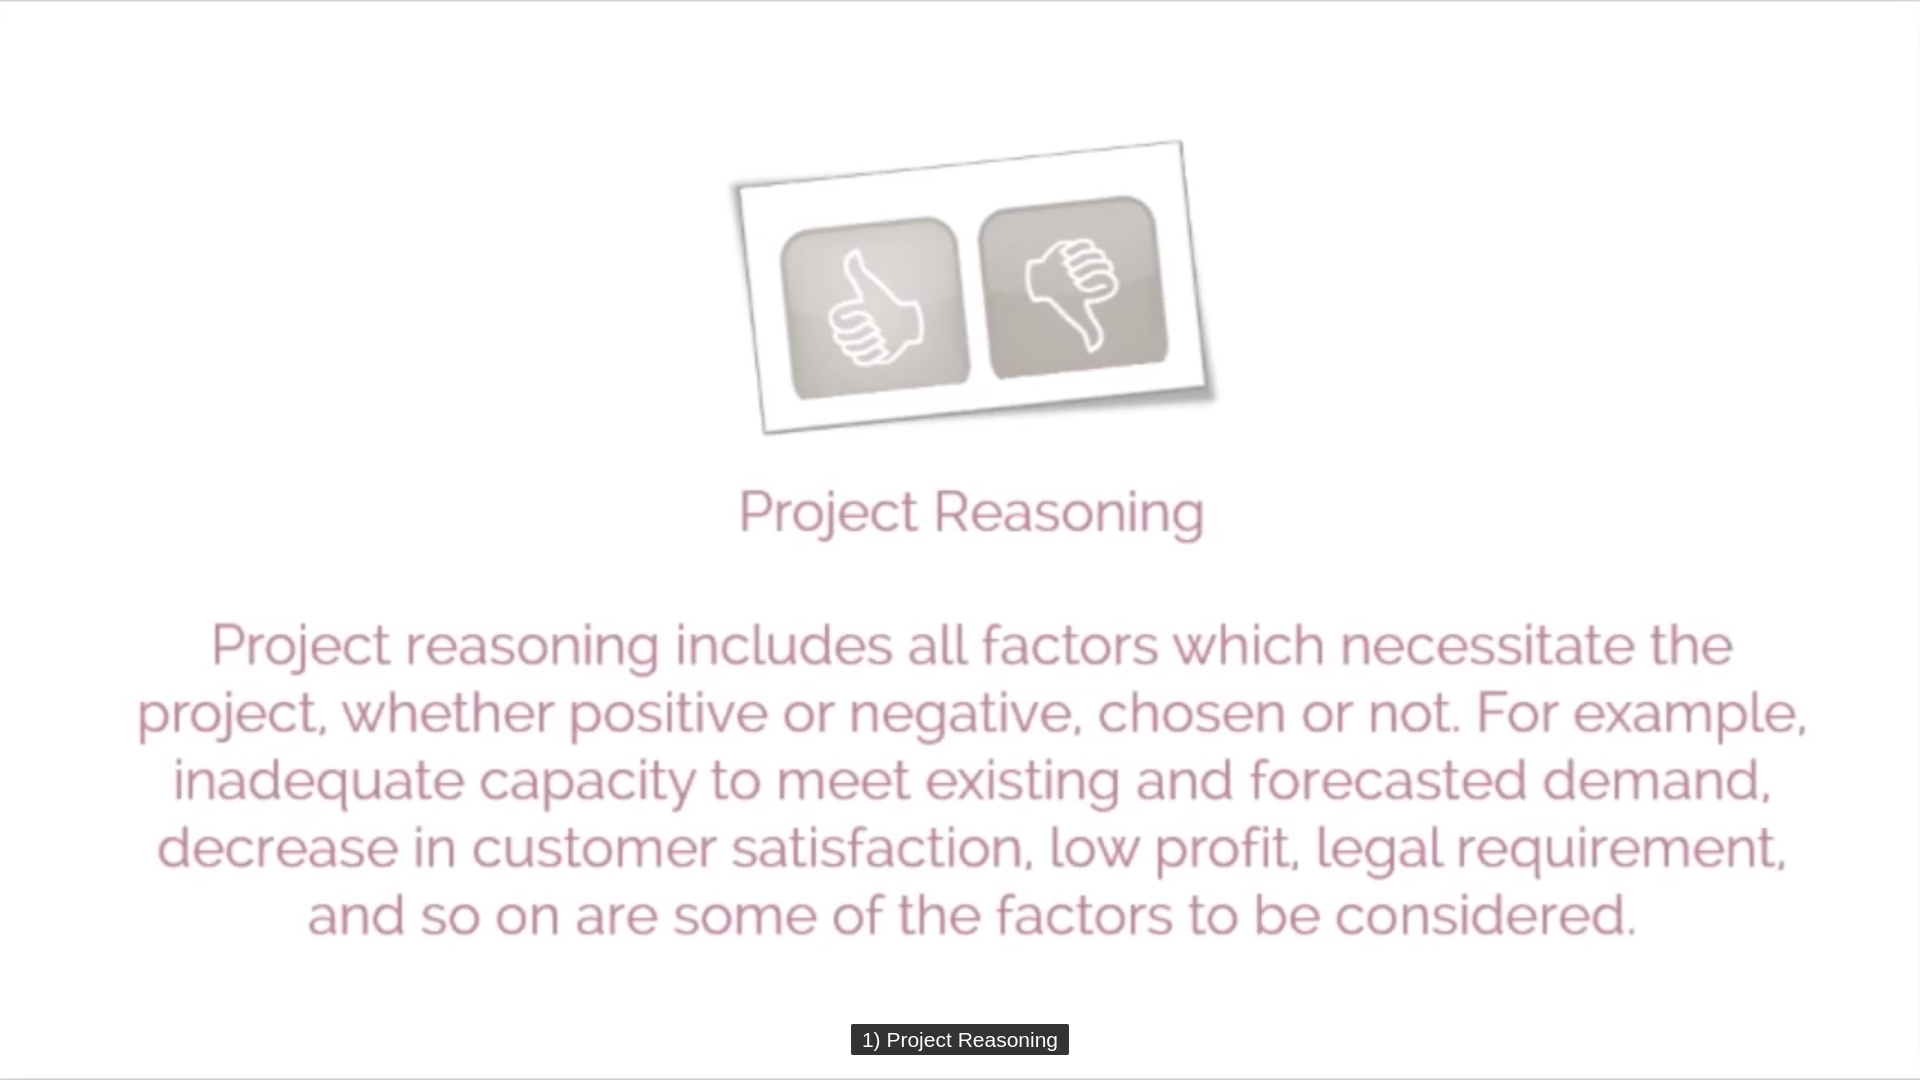 Project Reasoning
Project reasoning includes all factors which necessitate the
project, whether positive or negative, chosen or not. For example,
inadequate capacity to meet existing and forecasted demand,
decrease in customer satisfaction, low profit, legal requirement,
and so on are some of the factors to be considered.
1) Project Reasoning